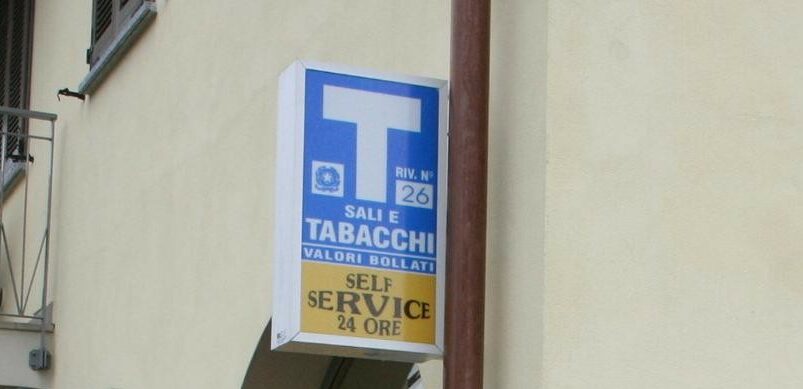 T
RIV. N°
26
SALI E
TABACCHI
VALORI BOLLATI
SELF
SERVICE
24 ORE